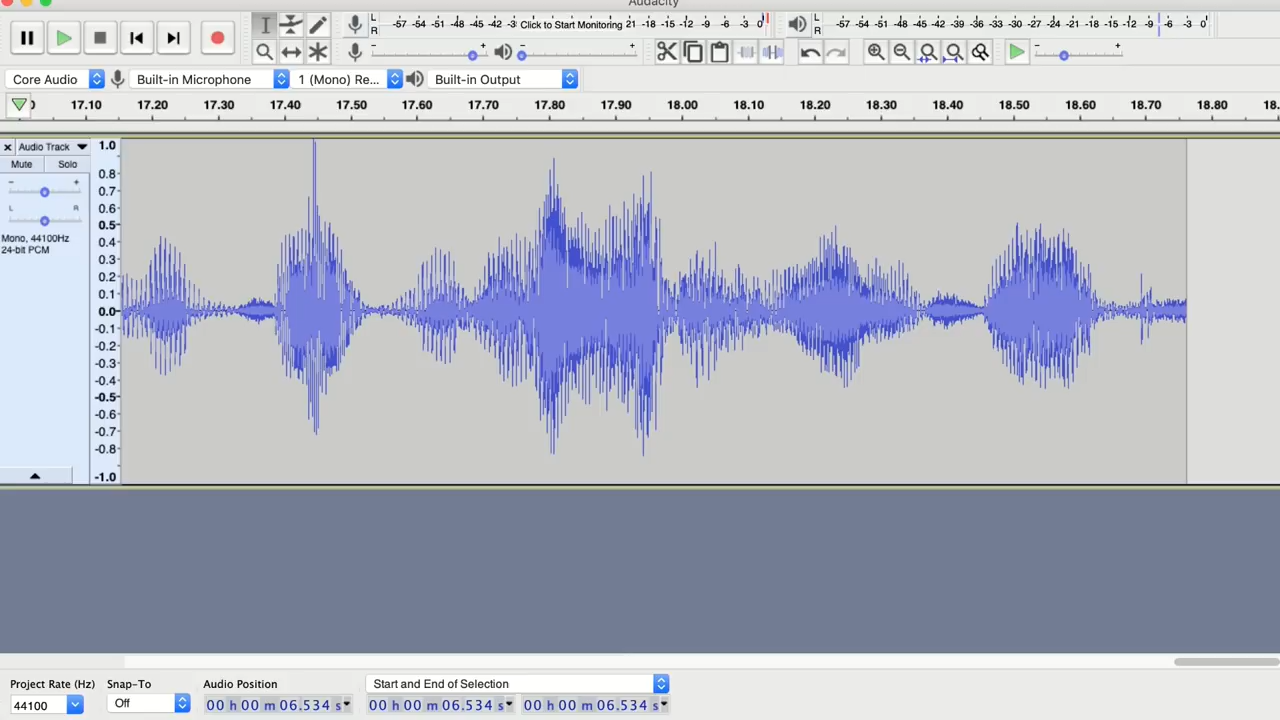 Audacity
L -57 -54 -51 -48 -45 -42 -3 Click to Start Monitoring 21 -18 -15 -12 -9 -6 -3 0
R
L -57 -54 -51 -48 -45 -42 -39 -36 -33 -30 -27 -24 -21 -18 -15 -12 -9 -6 -3 0
R
- + - + - +
Core Audio Built-in Microphone 1 (Mono) Re... Built-in Output
17.10 17.20 17.30 17.40 17.50 17.60 17.70 17.80 17.90 18.00 18.10 18.20 18.30 18.40 18.50 18.60 18.70 18.80
x Audio Track
Mute Solo
- +
L R
Mono, 44100Hz
24-bit PCM
1.0
0.8
0.7
0.6
0.5
0.4
0.3
0.2
0.1
0.0
-0.1
-0.2
-0.3
-0.4
-0.5
-0.6
-0.7
-0.8
-1.0
Project Rate (Hz) Snap-To Audio Position Start and End of Selection
44100 Off 00 h 00 m 06.534 s 00 h 00 m 06.534 s 00 h 00 m 06.534 s